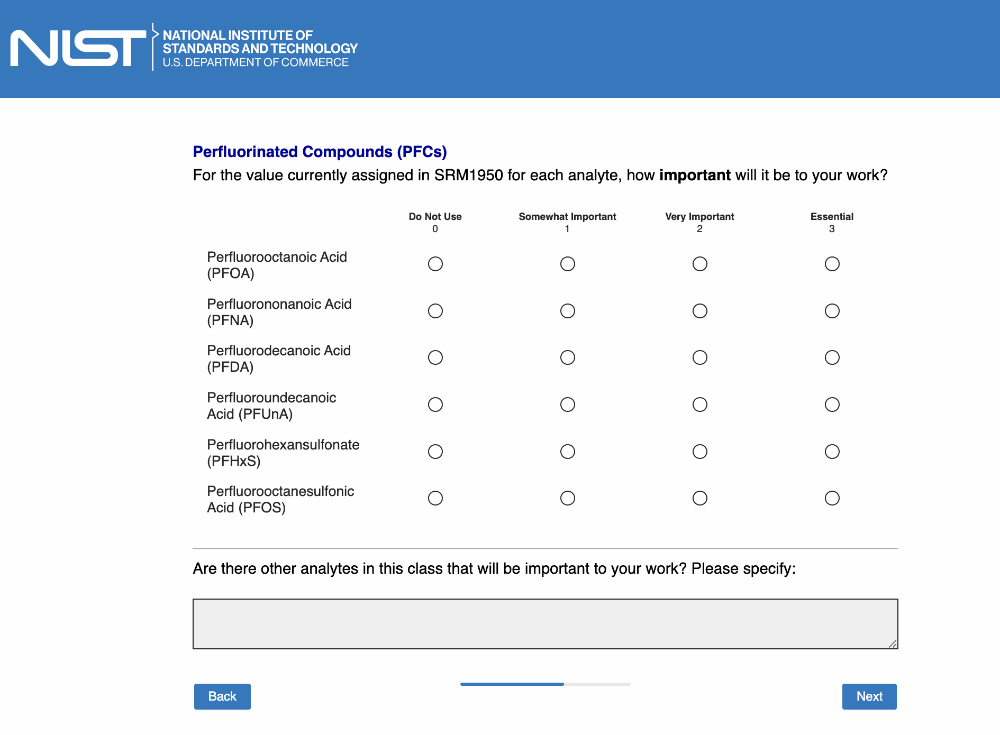 NIST
NATIONAL INSTITUTE OF
STANDARDS AND TECHNOLOGY
U.S. DEPARTMENT OF COMMERCE
Perfluorinated Compounds (PFCs)
For the value currently assigned in SRM1950 for each analyte, how important will it be to your work?
Do Not Use Somewhat Important Very Important Essential
0 1 2 3
Perfluorooctanoic Acid
(PFOA)
Perfluorononanoic Acid
(PFNA)
Perfluorodecanoic Acid
(PFDA)
Perfluoroundecanoic
Acid (PFUnA)
Perfluorohexansulfonate
(PFHxS)
Perfluorooctanesulfonic
Acid (PFOS)
Are there other analytes in this class that will be important to your work? Please specify:
Back Next